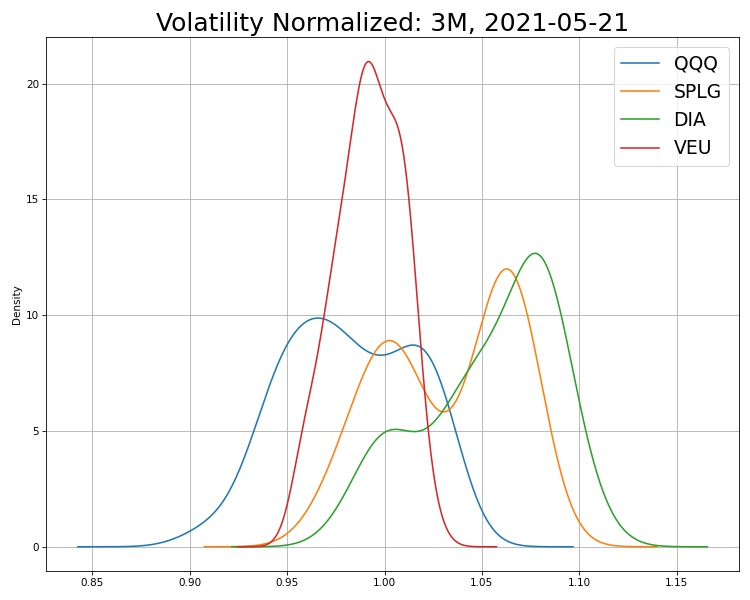 Volatility Normalized: 3M, 2021-05-21
QQQ
SPLG
DIA
VEU
Density
20
15
10
5
0
0.85 0.90 0.95 1.00 1.05 1.10 1.15